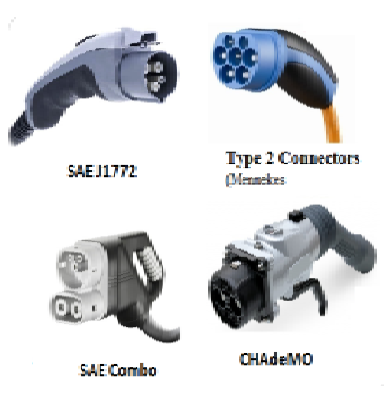 SAE J1772
Type 2 Connectors
(Mennekes
SAE Combo
CHAdeMO